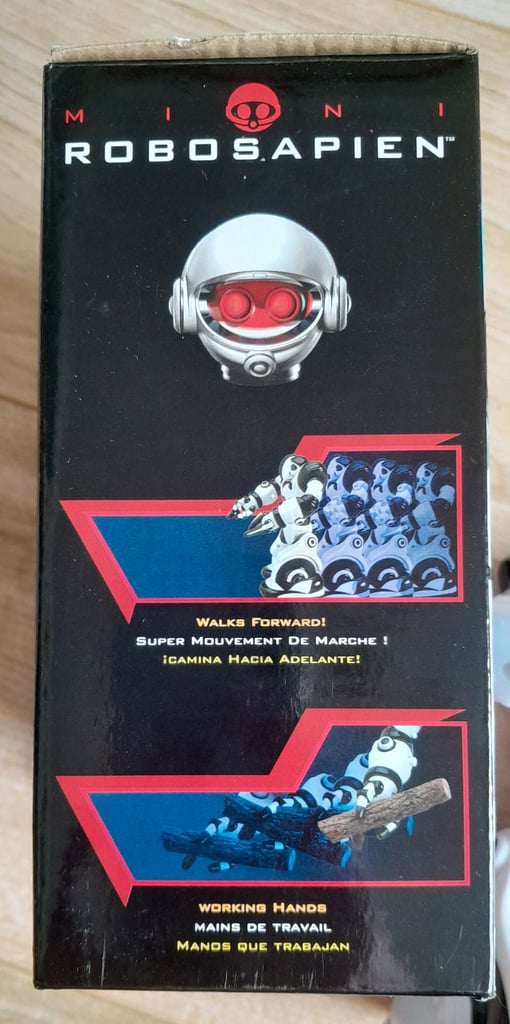 MINI
ROBOSAPIEN™
Walks Forward!
Super Mouvement De Marche !
¡camina Hacia Adelante!
working Hands
mains de travail
Manos que trabajan